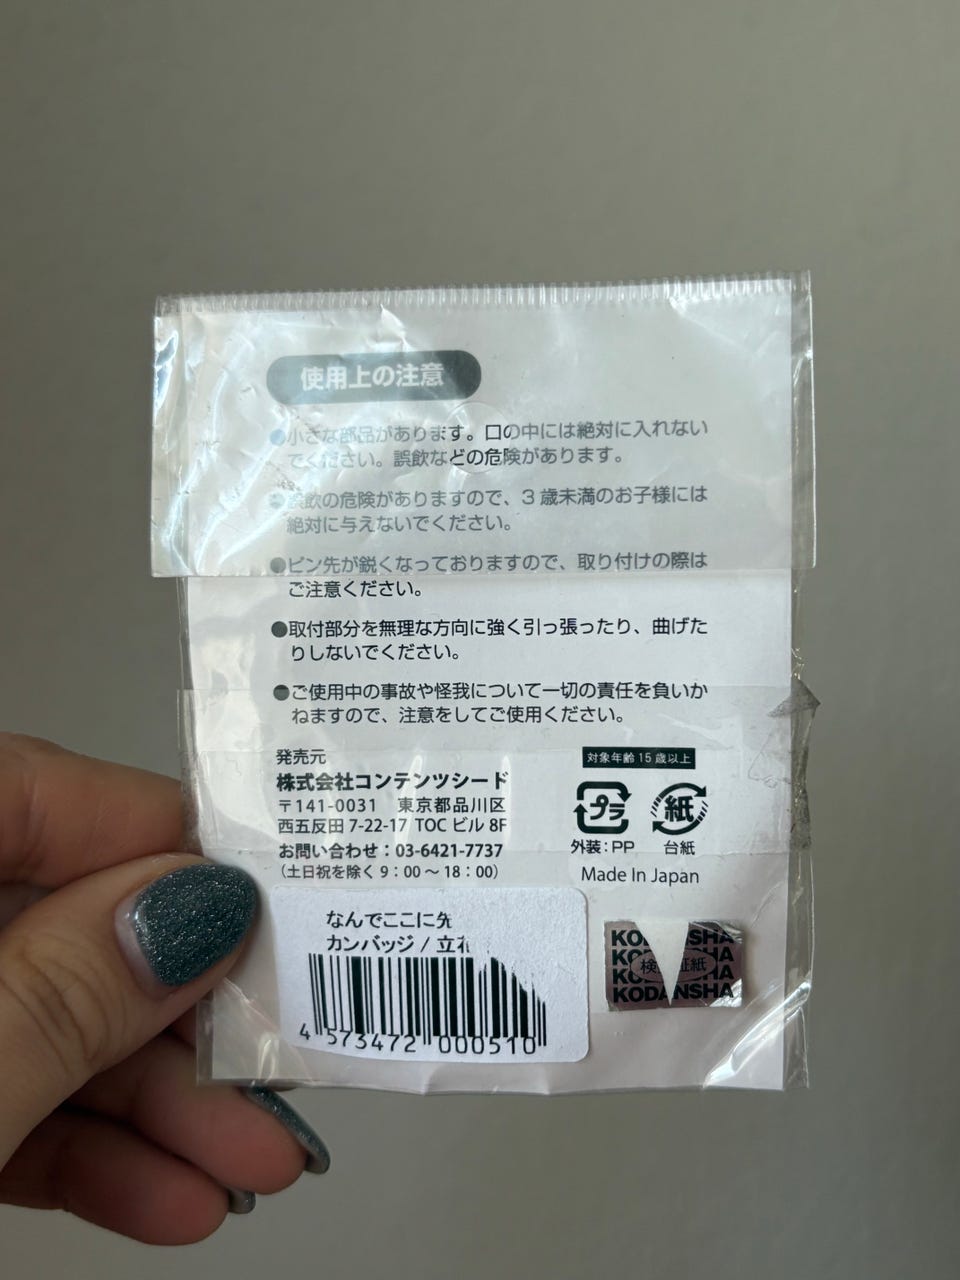 使用上の注意
●小さな部品があります。口の中には絶対に入れない
でください。誤飲などの危険があります。
●誤飲の危険がありますので、3歳未満のお子様には
絶対に与えないでください。
●ピン先が鋭くなっておりますので、取り付けの際は
ご注意ください。
●取付部分を無理な方向に強く引っ張ったり、曲げた
りしないでください。
●ご使用中の事故や怪我について一切の責任を負いか
ねますので、注意をしてご使用ください。
発売元
株式会社コンテンツシード
〒141-0031 東京都品川区
西五反田 7-22-17 TOC ビル 8F
お問い合わせ：03-6421-7737
（土日祝を除く 9：00 ～ 18：00）
対象年齢 15 歳以上
プラ
紙
外装：PP
台紙
Made In Japan
なんでここに先
カンバッジ / 立
4 573472 000510
KODANSHA